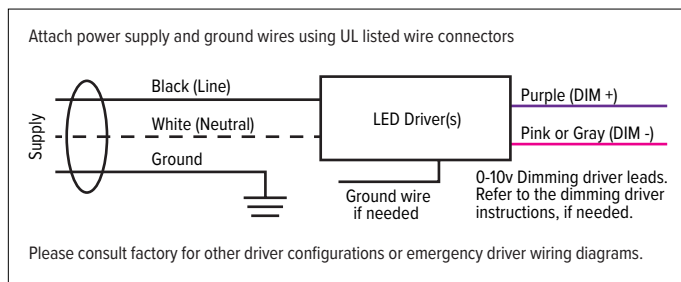 Attach power supply and ground wires using UL listed wire connectors
Supply
Black (Line)
White (Neutral)
Ground
LED Driver(s)
Ground wire
if needed
Purple (DIM +)
Pink or Gray (DIM -)
0-10v Dimming driver leads.
Refer to the dimming driver
instructions, if needed.
Please consult factory for other driver configurations or emergency driver wiring diagrams.